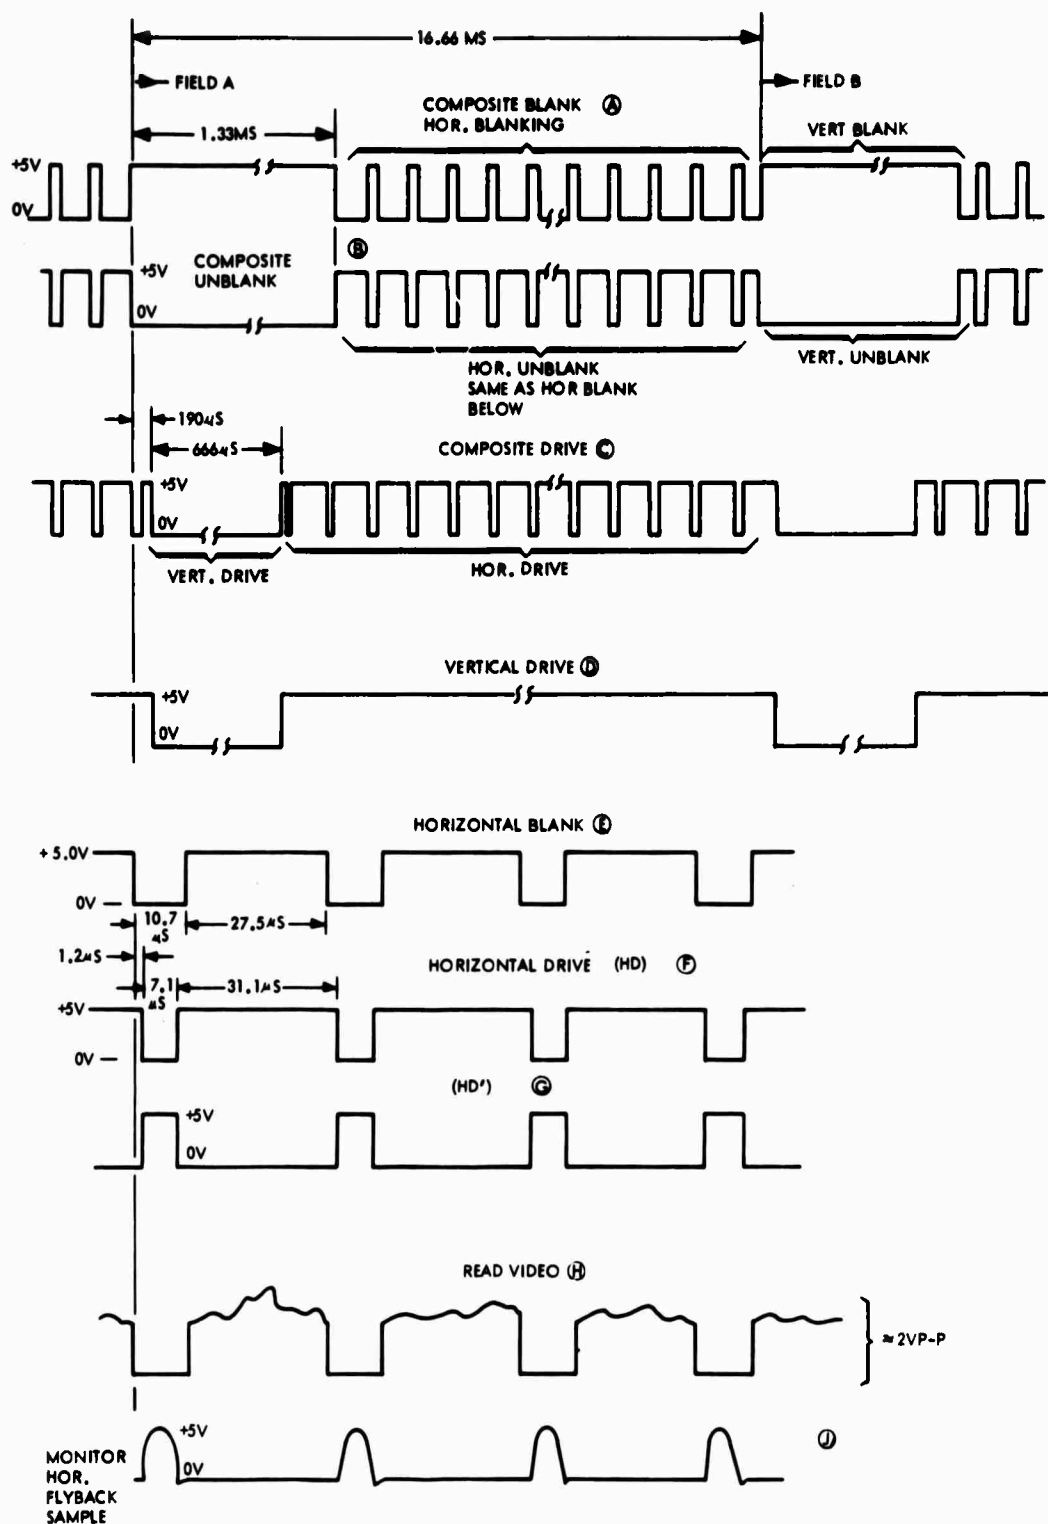 16.66 MS
FIELD A
FIELD B
COMPOSITE BLANK Ⓐ
HOR. BLANKING
VERT BLANK
1.33MS
+5V
0V
Ⓑ
COMPOSITE
UNBLANK
+5V
0V
HOR. UNBLANK
SAME AS HOR BLANK
BELOW
VERT. UNBLANK
190µS
666µS
COMPOSITE DRIVE Ⓒ
+5V
0V
VERT. DRIVE
HOR. DRIVE
VERTICAL DRIVE Ⓓ
+5V
0V
HORIZONTAL BLANK Ⓔ
+ 5.0V
0V
10.7
µS
27.5µS
1.2µS
HORIZONTAL DRIVE (HD) Ⓕ
7.1
µS
31.1µS
+5V
0V
(HD') Ⓖ
+5V
0V
READ VIDEO Ⓗ
≈ 2VP-P
+5V
0V
Ⓙ
MONITOR
HOR.
FLYBACK
SAMPLE